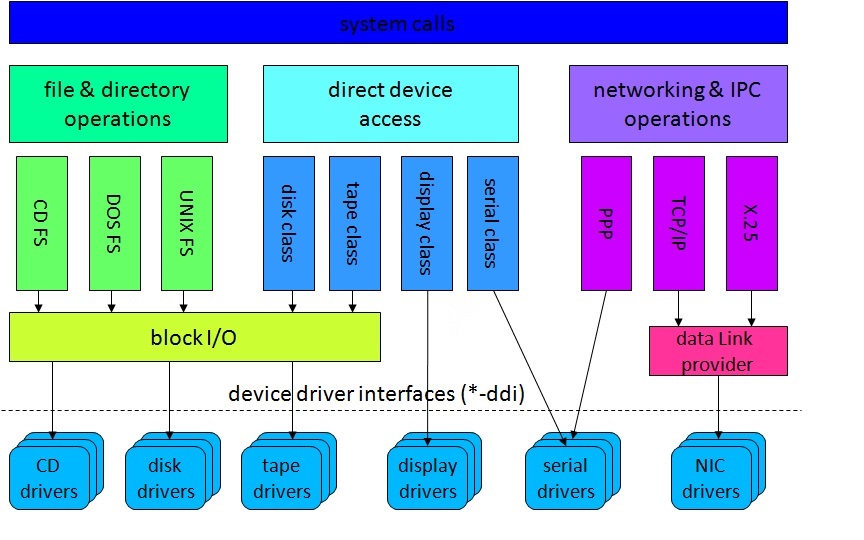 system calls
file & directory
operations
direct device
access
networking & IPC
operations
CD FS
DOS FS
UNIX FS
disk class
tape class
display class
serial class
PPP
TCP/IP
X.25
block I/O
data Link
provider
device driver interfaces (*-ddi)
CD
drivers
disk
drivers
tape
drivers
display
drivers
serial
drivers
NIC
drivers